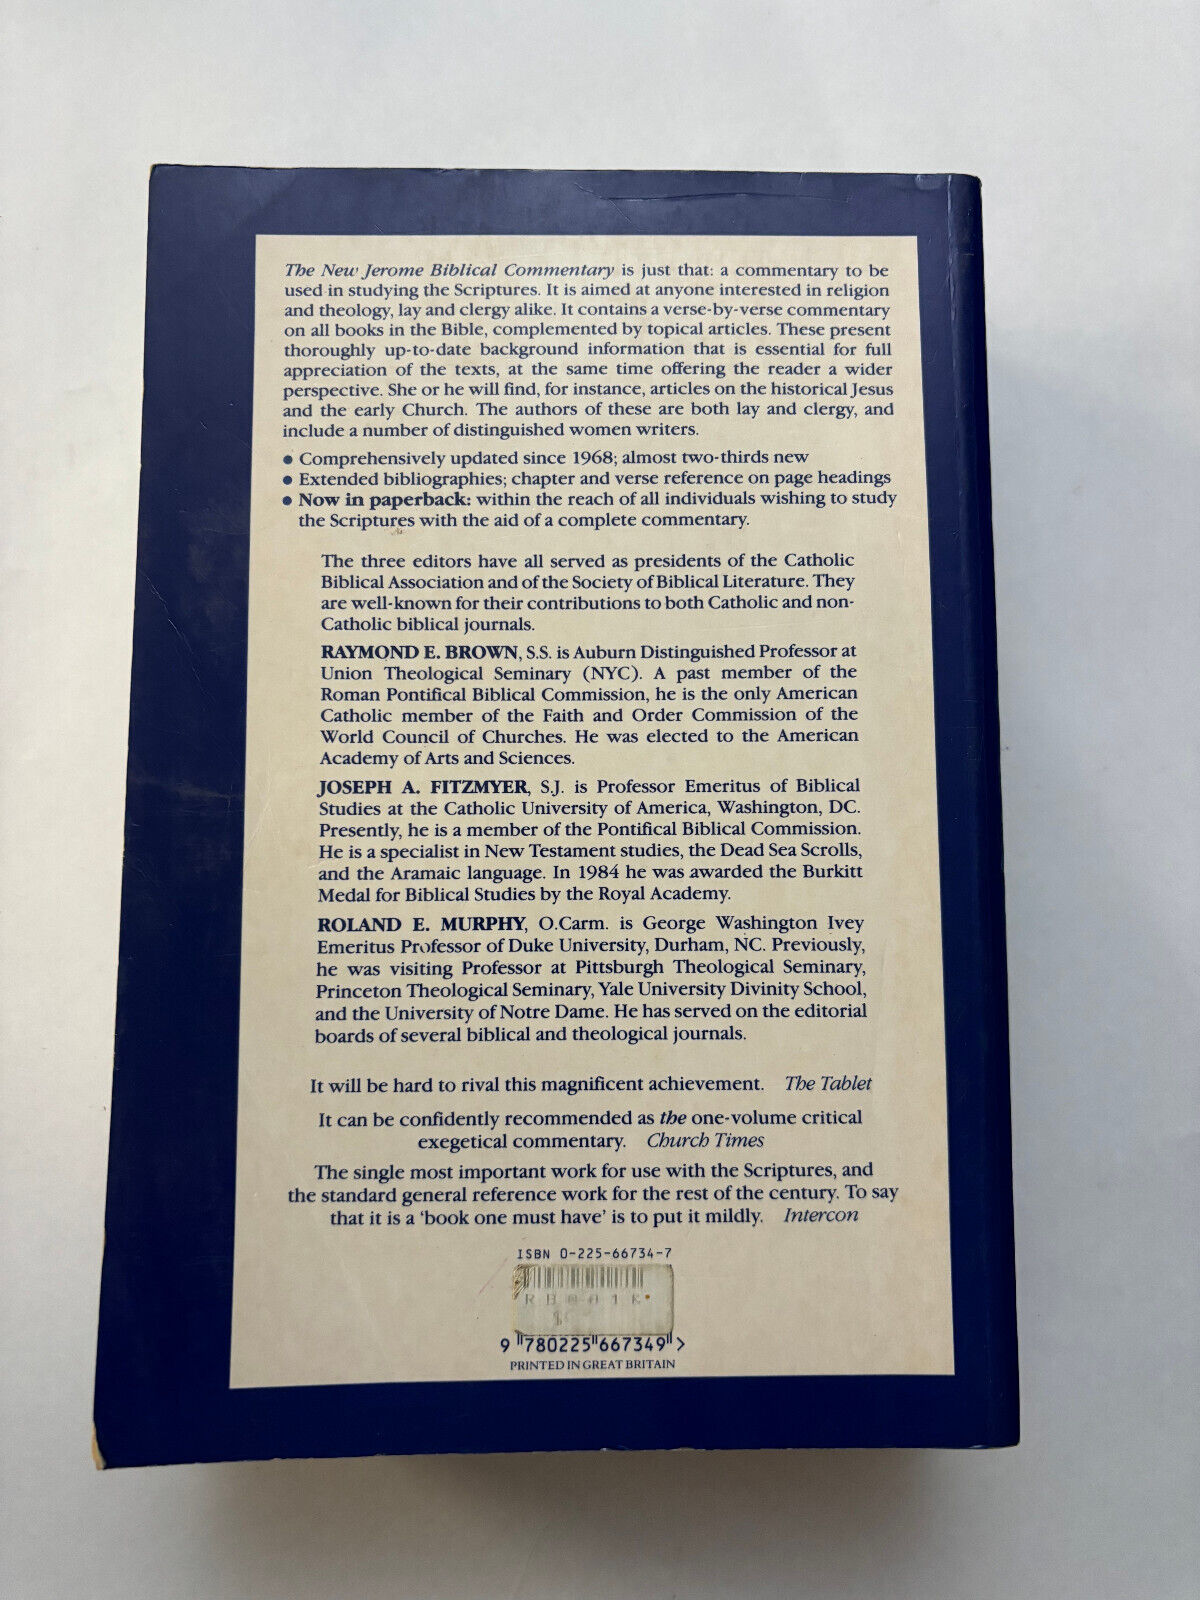 The New Jerome Biblical Commentary is just that: a commentary to be
used in studying the Scriptures. It is aimed at anyone interested in religion
and theology, lay and clergy alike. It contains a verse-by-verse commentary
on all books in the Bible, complemented by topical articles. These present
thoroughly up-to-date background information that is essential for full
appreciation of the texts, at the same time offering the reader a wider
perspective. She or he will find, for instance, articles on the historical Jesus
and the early Church. The authors of these are both lay and clergy, and
include a number of distinguished women writers.
● Comprehensively updated since 1968; almost two-thirds new
● Extended bibliographies; chapter and verse reference on page headings
● Now in paperback: within the reach of all individuals wishing to study
the Scriptures with the aid of a complete commentary.
The three editors have all served as presidents of the Catholic
Biblical Association and of the Society of Biblical Literature. They
are well-known for their contributions to both Catholic and non-
Catholic biblical journals.
RAYMOND E. BROWN, S.S. is Auburn Distinguished Professor at
Union Theological Seminary (NYC). A past member of the
Roman Pontifical Biblical Commission, he is the only American
Catholic member of the Faith and Order Commission of the
World Council of Churches. He was elected to the American
Academy of Arts and Sciences.
JOSEPH A. FITZMYER, S.J. is Professor Emeritus of Biblical
Studies at the Catholic University of America, Washington, DC.
Presently, he is a member of the Pontifical Biblical Commission.
He is a specialist in New Testament studies, the Dead Sea Scrolls,
and the Aramaic language. In 1984 he was awarded the Burkitt
Medal for Biblical Studies by the Royal Academy.
ROLAND E. MURPHY, O.Carm. is George Washington Ivey
Emeritus Professor of Duke University, Durham, NC. Previously,
he was visiting Professor at Pittsburgh Theological Seminary,
Princeton Theological Seminary, Yale University Divinity School,
and the University of Notre Dame. He has served on the editorial
boards of several biblical and theological journals.
It will be hard to rival this magnificent achievement. The Tablet
It can be confidently recommended as the one-volume critical
exegetical commentary. Church Times
The single most important work for use with the Scriptures, and
the standard general reference work for the rest of the century. To say
that it is a 'book one must have' is to put it mildly. Intercon
ISBN 0-225-66734-7
9 780225 667349 >
PRINTED IN GREAT BRITAIN